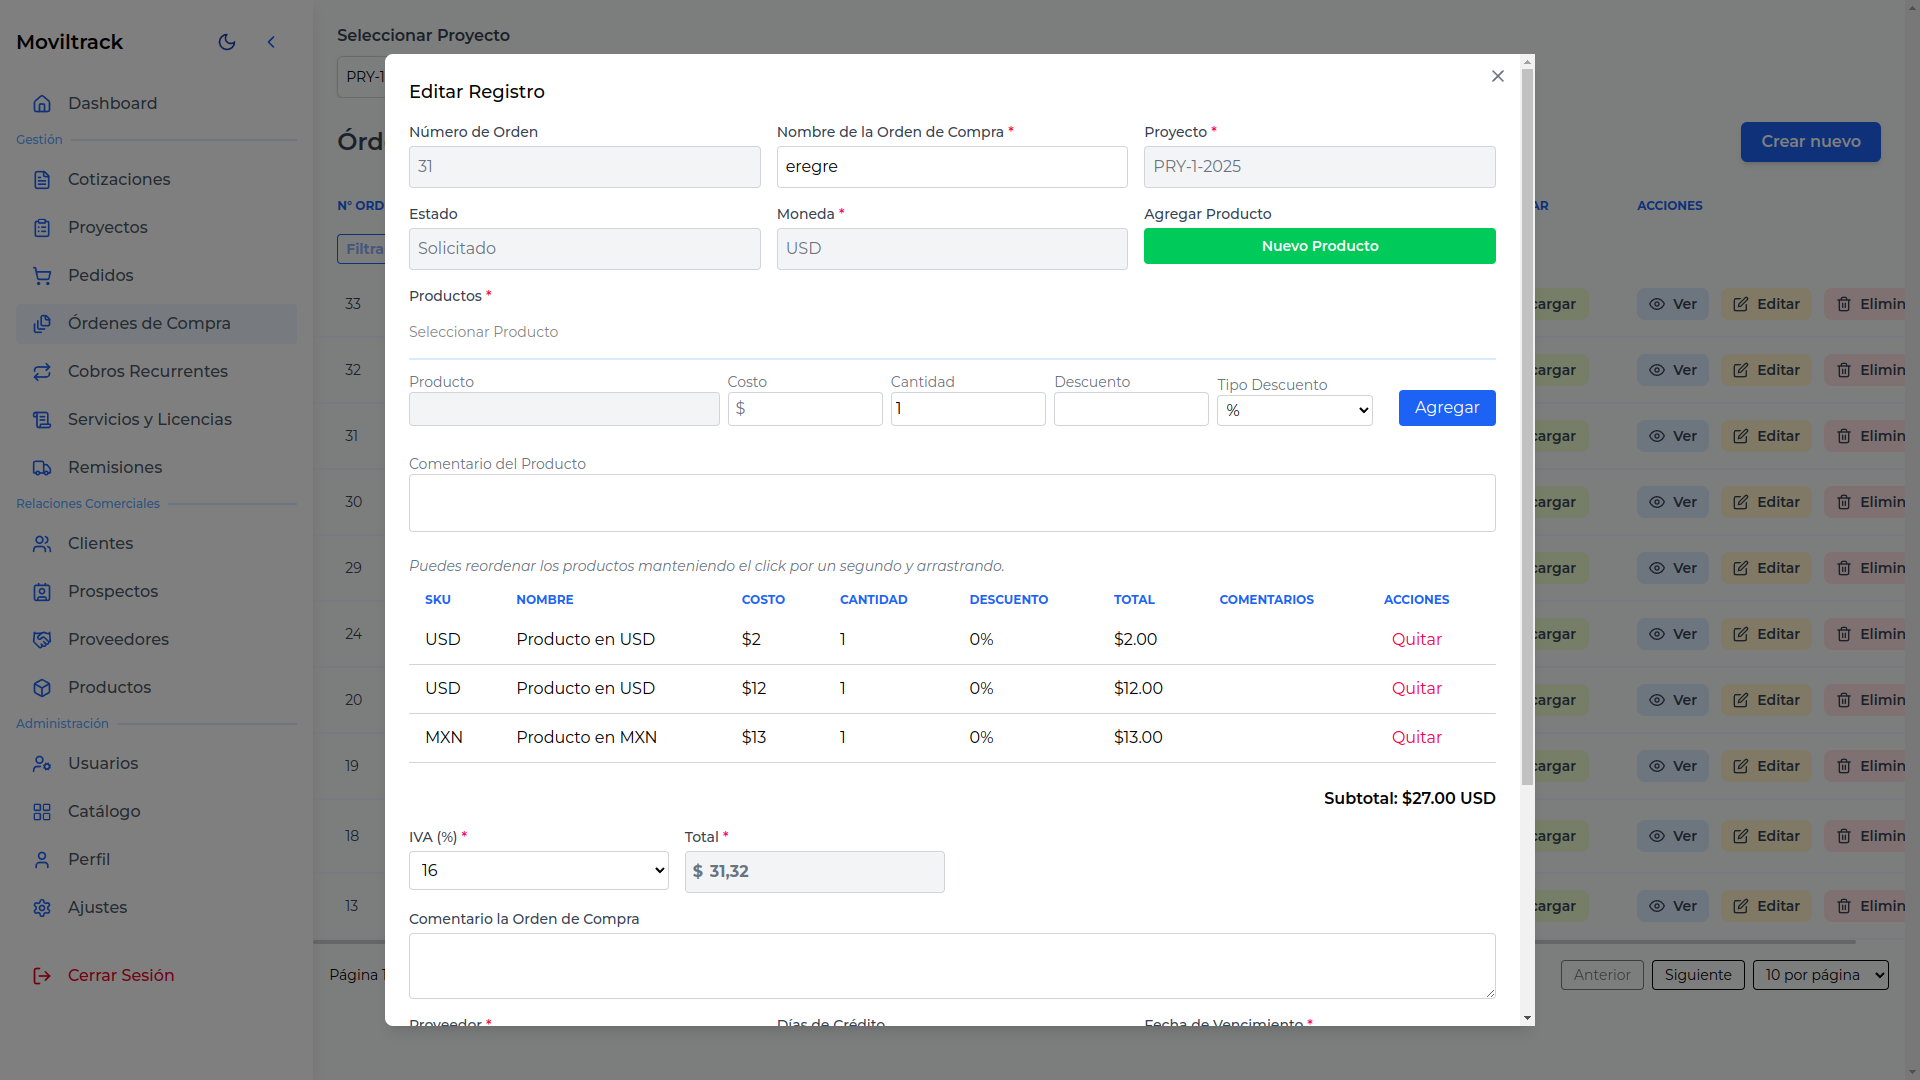 Moviltrack
Dashboard
Gestión
Cotizaciones
Proyectos
Pedidos
Órdenes de Compra
Cobros Recurrentes
Servicios y Licencias
Remisiones
Relaciones Comerciales
Clientes
Prospectos
Proveedores
Productos
Administración
Usuarios
Catálogo
Perfil
Ajustes
Cerrar Sesión
Seleccionar Proyecto
PRY-1
Órd
Crear nuevo
N° ORD
AR
ACCIONES
Filtra
33
cargar Ver Editar Elimin
32
cargar Ver Editar Elimin
31
cargar Ver Editar Elimin
30
cargar Ver Editar Elimin
29
cargar Ver Editar Elimin
24
cargar Ver Editar Elimin
20
cargar Ver Editar Elimin
19
cargar Ver Editar Elimin
18
cargar Ver Editar Elimin
13
cargar Ver Editar Elimin
Página 1
Anterior Siguiente 10 por página
Editar Registro
Número de Orden
31
Nombre de la Orden de Compra *
eregre
Proyecto *
PRY-1-2025
Estado
Solicitado
Moneda *
USD
Agregar Producto
Nuevo Producto
Productos *
Seleccionar Producto
Producto Costo Cantidad Descuento Tipo Descuento
$ 1 % Agregar
Comentario del Producto
Puedes reordenar los productos manteniendo el click por un segundo y arrastrando.
SKU NOMBRE COSTO CANTIDAD DESCUENTO TOTAL COMENTARIOS ACCIONES
USD Producto en USD $2 1 0% $2.00 Quitar
USD Producto en USD $12 1 0% $12.00 Quitar
MXN Producto en MXN $13 1 0% $13.00 Quitar
Subtotal: $27.00 USD
IVA (%) *
16
Total *
$ 31,32
Comentario la Orden de Compra
Proveedor * Días de Crédito Fecha de Vencimiento *